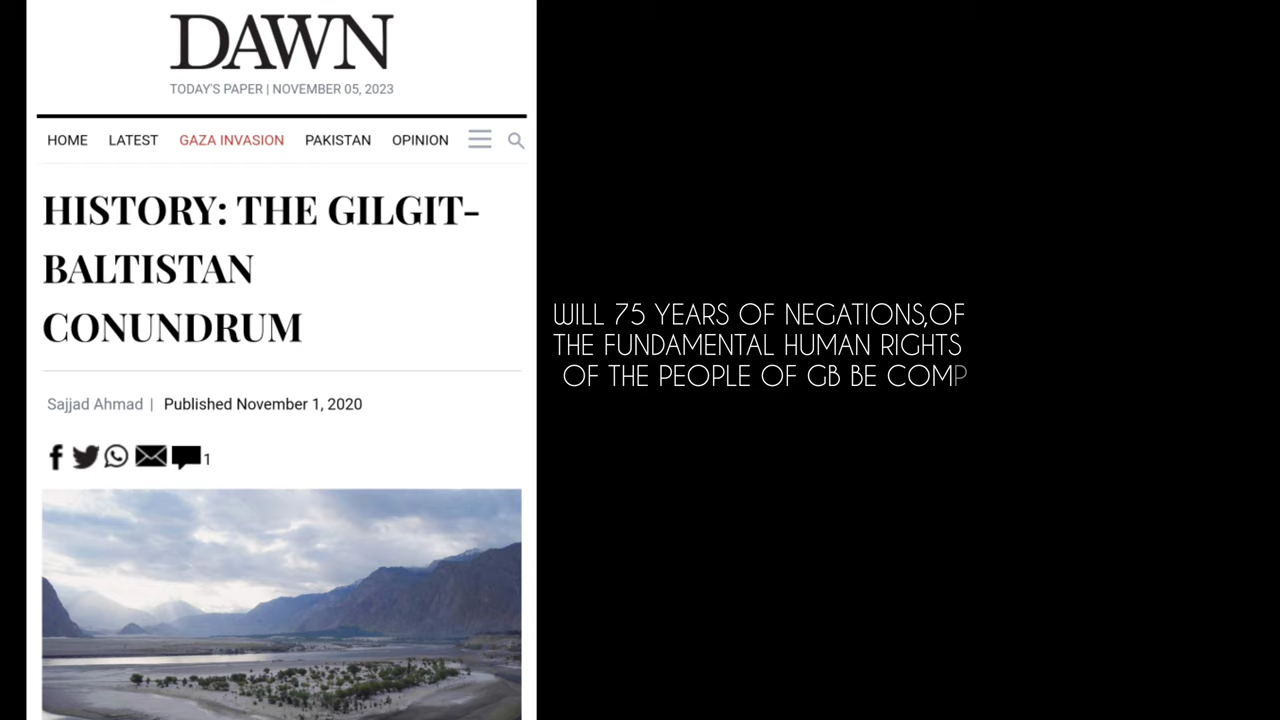 DAWN
TODAY'S PAPER | NOVEMBER 05, 2023
HOME LATEST GAZA INVASION PAKISTAN OPINION
HISTORY: THE GILGIT-
BALTISTAN
CONUNDRUM
Sajjad Ahmad | Published November 1, 2020
1
WILL 75 YEARS OF NEGATIONS,OF
THE FUNDAMENTAL HUMAN RIGHTS
OF THE PEOPLE OF GB BE COMP